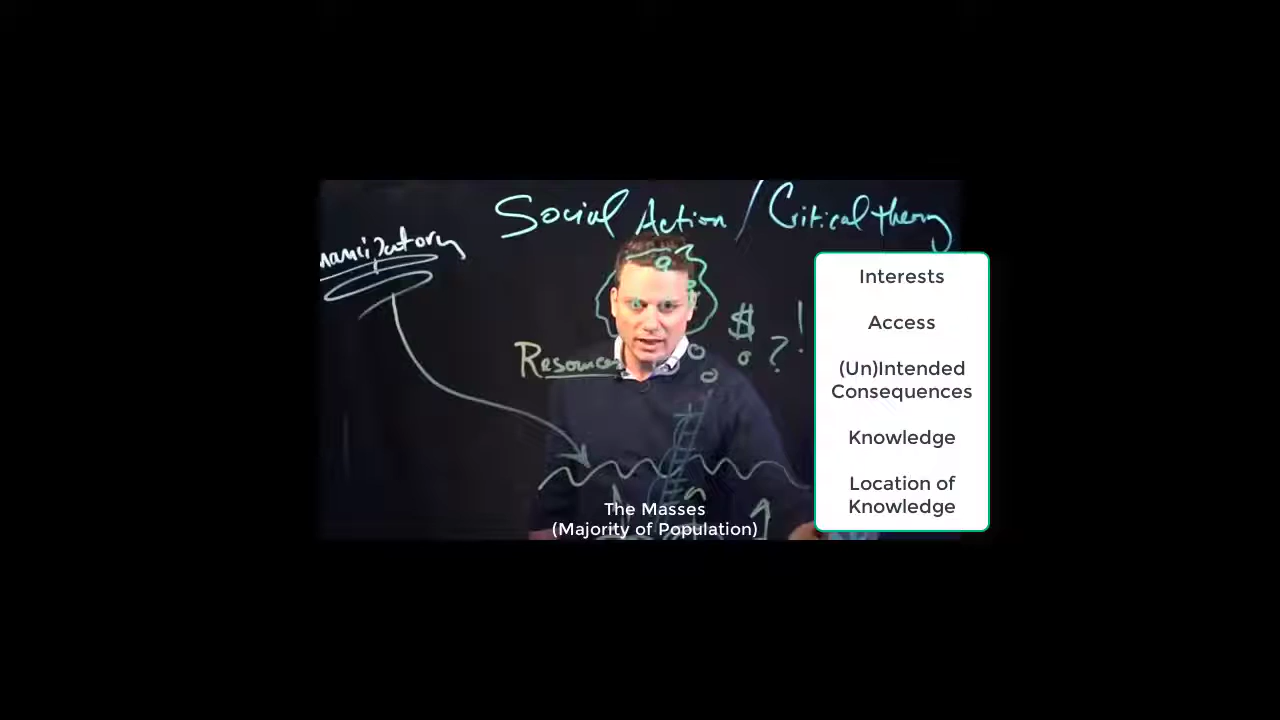 Social Action / Critical theory
Resources
$
?
!
Interests
Access
(Un)Intended
Consequences
Knowledge
Location of
Knowledge
The Masses
(Majority of Population)